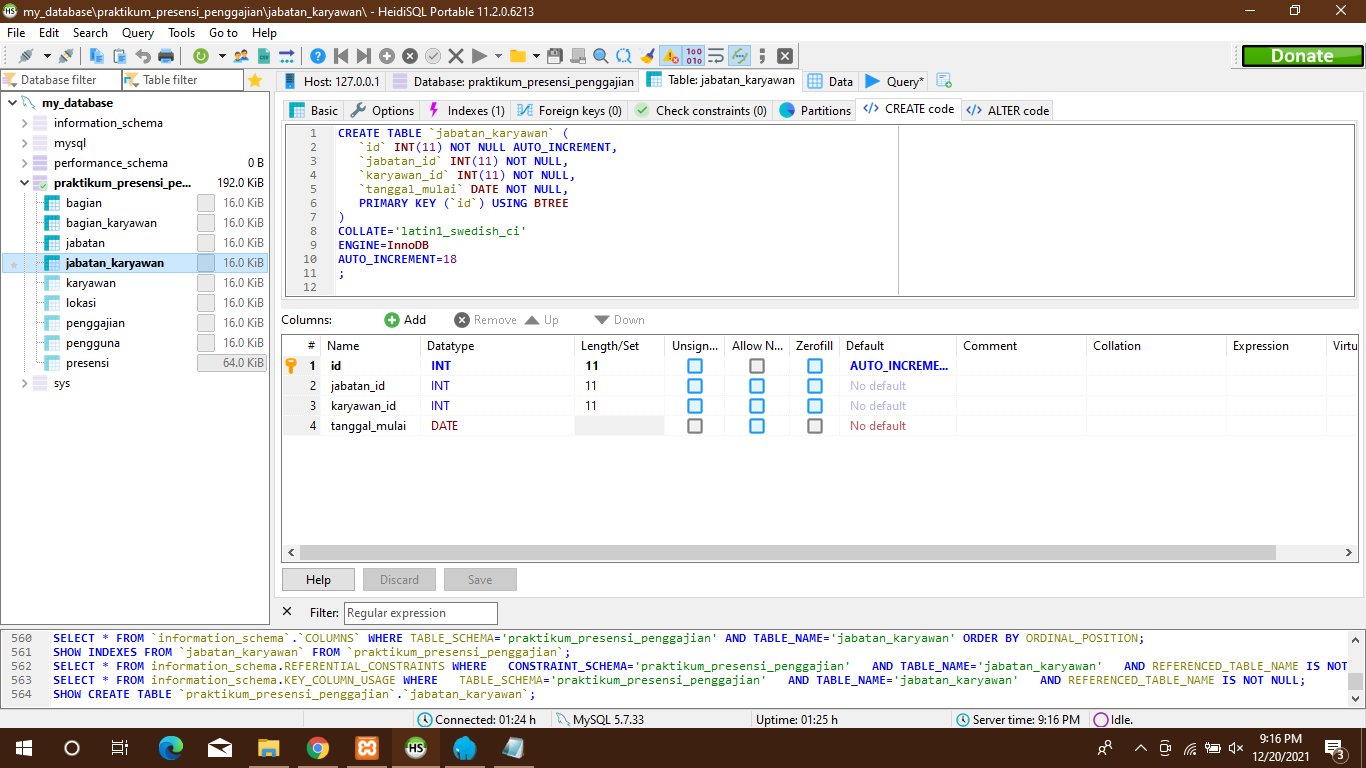 my_database\praktikum_presensi_penggajian\jabatan_karyawan\ - HeidiSQL Portable 11.2.0.6213
File Edit Search Query Tools Go to Help
Donate
Database filter Table filter
Host: 127.0.0.1 Database: praktikum_presensi_penggajian Table: jabatan_karyawan Data Query*
my_database
information_schema
mysql
performance_schema 0 B
praktikum_presensi_pe... 192.0 KiB
bagian 16.0 KiB
bagian_karyawan 16.0 KiB
jabatan 16.0 KiB
jabatan_karyawan 16.0 KiB
karyawan 16.0 KiB
lokasi 16.0 KiB
penggajian 16.0 KiB
pengguna 16.0 KiB
presensi 64.0 KiB
sys
Basic Options Indexes (1) Foreign keys (0) Check constraints (0) Partitions CREATE code ALTER code
1 CREATE TABLE `jabatan_karyawan` (
2 `id` INT(11) NOT NULL AUTO_INCREMENT,
3 `jabatan_id` INT(11) NOT NULL,
4 `karyawan_id` INT(11) NOT NULL,
5 `tanggal_mulai` DATE NOT NULL,
6 PRIMARY KEY (`id`) USING BTREE
7 )
8 COLLATE='latin1_swedish_ci'
9 ENGINE=InnoDB
10 AUTO_INCREMENT=18
11 ;
12
Columns: Add Remove Up Down
# Name Datatype Length/Set Unsign... Allow N... Zerofill Default Comment Collation Expression Virtu
1 id INT 11 AUTO_INCREME...
2 jabatan_id INT 11 No default
3 karyawan_id INT 11 No default
4 tanggal_mulai DATE No default
Help Discard Save
Filter: Regular expression
560 SELECT * FROM `information_schema`.`COLUMNS` WHERE TABLE_SCHEMA='praktikum_presensi_penggajian' AND TABLE_NAME='jabatan_karyawan' ORDER BY ORDINAL_POSITION;
561 SHOW INDEXES FROM `jabatan_karyawan` FROM `praktikum_presensi_penggajian`;
562 SELECT * FROM information_schema.REFERENTIAL_CONSTRAINTS WHERE CONSTRAINT_SCHEMA='praktikum_presensi_penggajian' AND TABLE_NAME='jabatan_karyawan' AND REFERENCED_TABLE_NAME IS NOT
563 SELECT * FROM information_schema.KEY_COLUMN_USAGE WHERE TABLE_SCHEMA='praktikum_presensi_penggajian' AND TABLE_NAME='jabatan_karyawan' AND REFERENCED_TABLE_NAME IS NOT NULL;
564 SHOW CREATE TABLE `praktikum_presensi_penggajian`.`jabatan_karyawan`;
Connected: 01:24 h MySQL 5.7.33 Uptime: 01:25 h Server time: 9:16 PM Idle.
HS
9:16 PM
12/20/2021
3